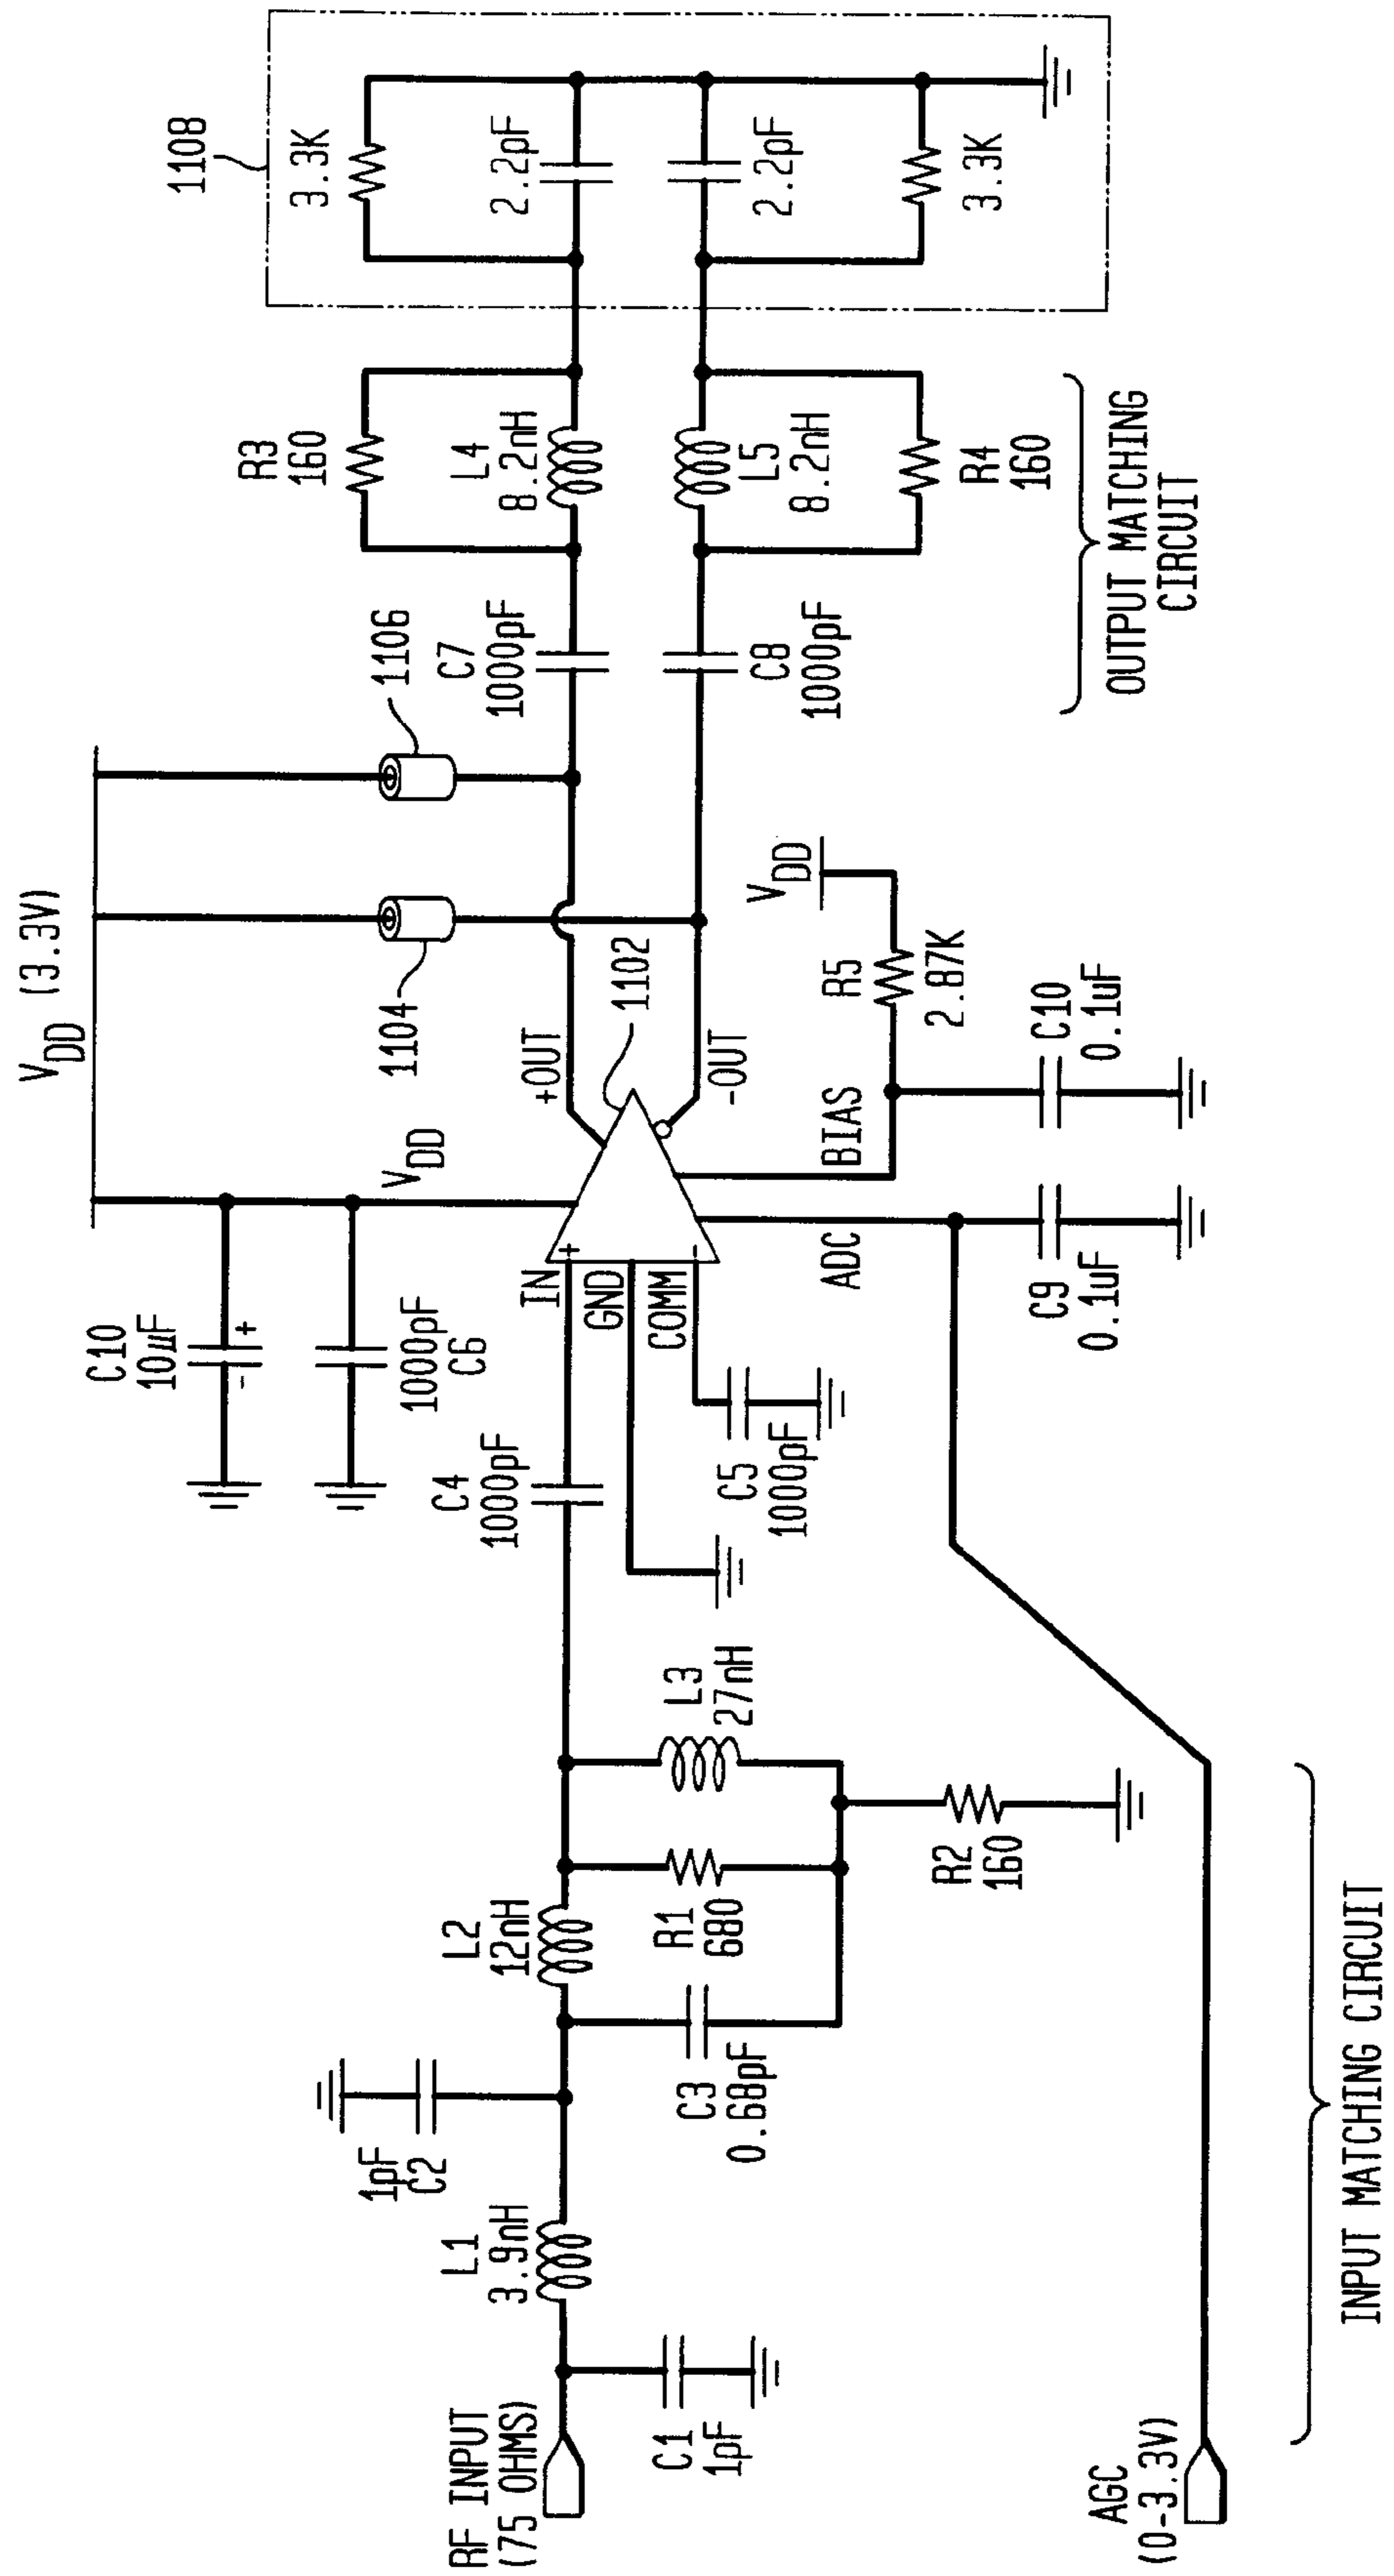 V_DD (3.3V)
1108
3.3K
2.2pF
2.2pF
3.3K
R3
160
L4
8.2nH
L5
8.2nH
R4
160
1106
C7
1000pF
C8
1000pF
OUTPUT MATCHING
CIRCUIT
1104
1102
+OUT
-OUT
V_DD
R5
2.87K
C10
0.1uF
V_DD
BIAS
C10
10µF
+
-
1000pF
C6
IN
+
GND
COMM
-
ADC
C9
0.1uF
C4
1000pF
C5
1000pF
L3
27nH
R2
160
L2
12nH
R1
680
C3
0.68pF
1pF
C2
L1
3.9nH
C1
1pF
RF INPUT
(75 OHMS)
AGC
(0-3.3V)
INPUT MATCHING CIRCUIT